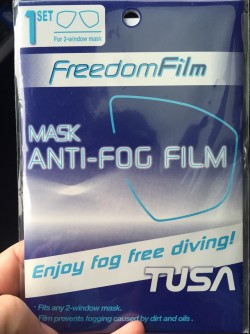 1 SET
For 2-window mask
FreedomFilm
MASK
ANTI-FOG FILM
Enjoy fog free diving!
TUSA
· Fits any 2-window mask.
· Film prevents fogging caused by dirt and oils .